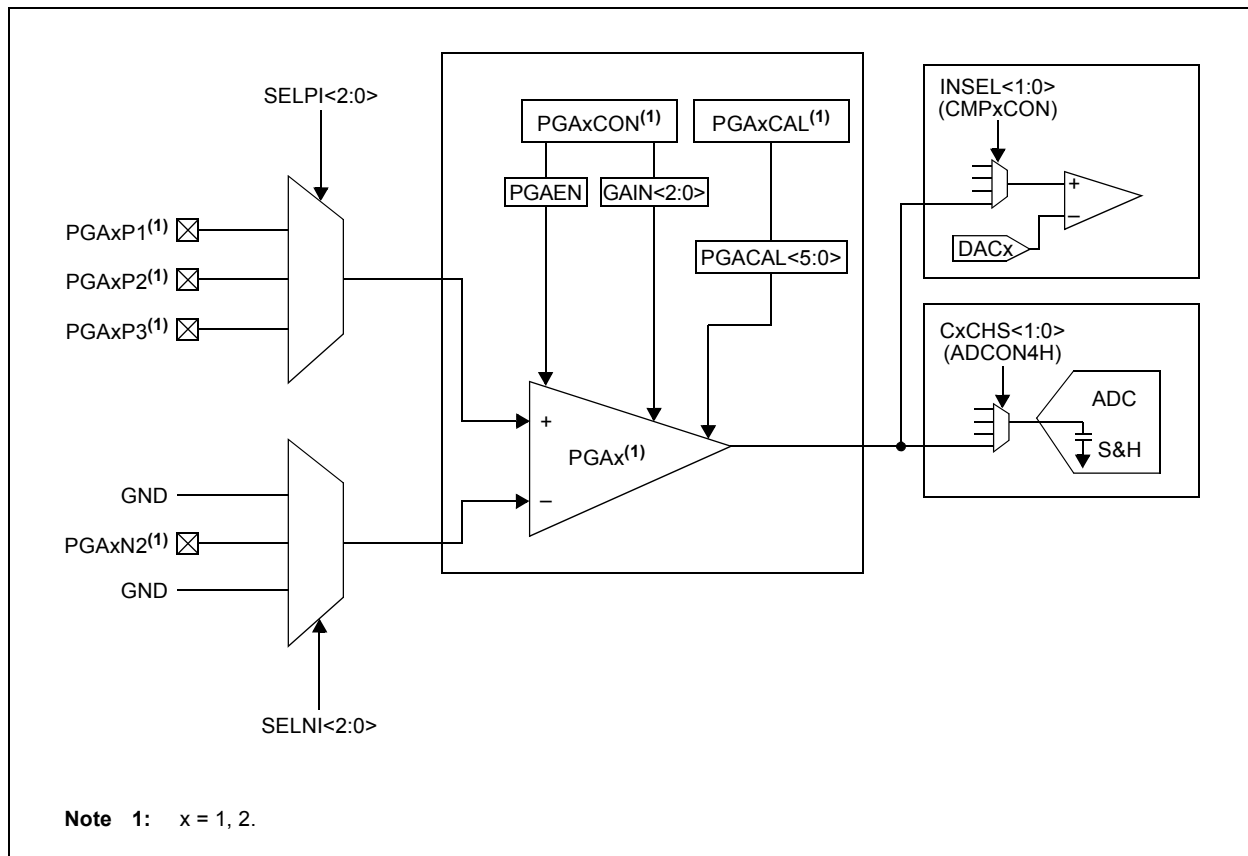 SELPI<2:0>
PGAxP1(1)
PGAxP2(1)
PGAxP3(1)
GND
PGAxN2(1)
GND
SELNI<2:0>
PGAxCON(1)
PGAxCAL(1)
PGAEN
GAIN<2:0>
PGACAL<5:0>
+
PGAx(1)
–
INSEL<1:0>
(CMPxCON)
+
–
DACx
CxCHS<1:0>
(ADCON4H)
ADC
S&H
Note 1: x = 1, 2.